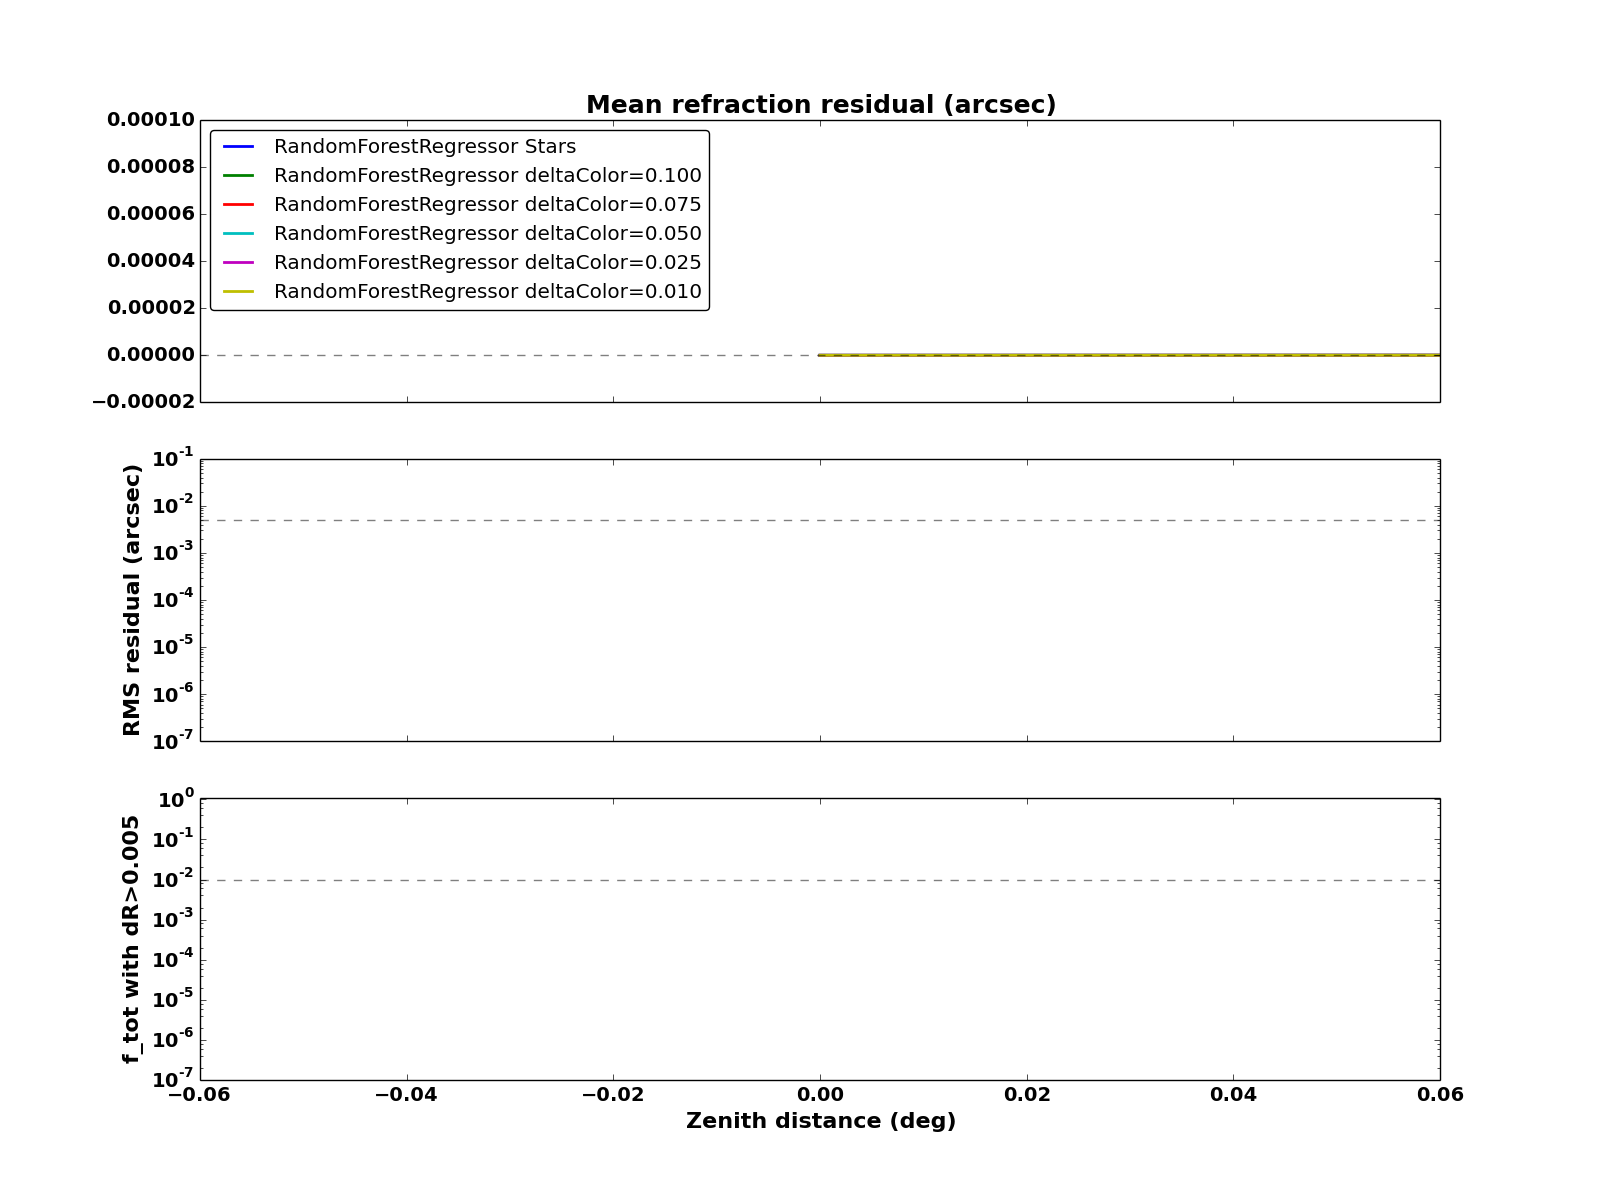 Mean refraction residual (arcsec)
0.00010
0.00008
0.00006
0.00004
0.00002
0.00000
−0.00002
RandomForestRegressor Stars
RandomForestRegressor deltaColor=0.100
RandomForestRegressor deltaColor=0.075
RandomForestRegressor deltaColor=0.050
RandomForestRegressor deltaColor=0.025
RandomForestRegressor deltaColor=0.010
RMS residual (arcsec)
10^-1
10^-2
10^-3
10^-4
10^-5
10^-6
10^-7
f_tot with dR>0.005
10^0
10^-1
10^-2
10^-3
10^-4
10^-5
10^-6
10^-7
−0.06 −0.04 −0.02 0.00 0.02 0.04 0.06
Zenith distance (deg)